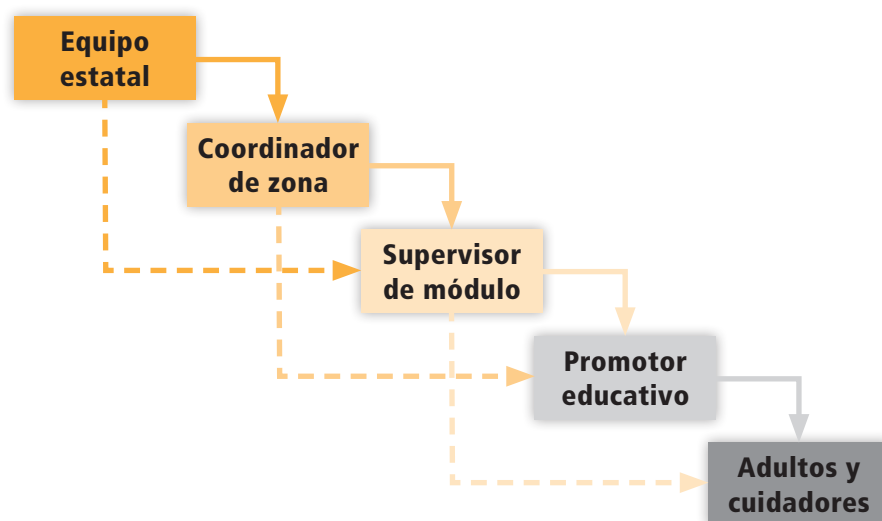 Equipo
estatal
Coordinador
de zona
Supervisor
de módulo
Promotor
educativo
Adultos y
cuidadores